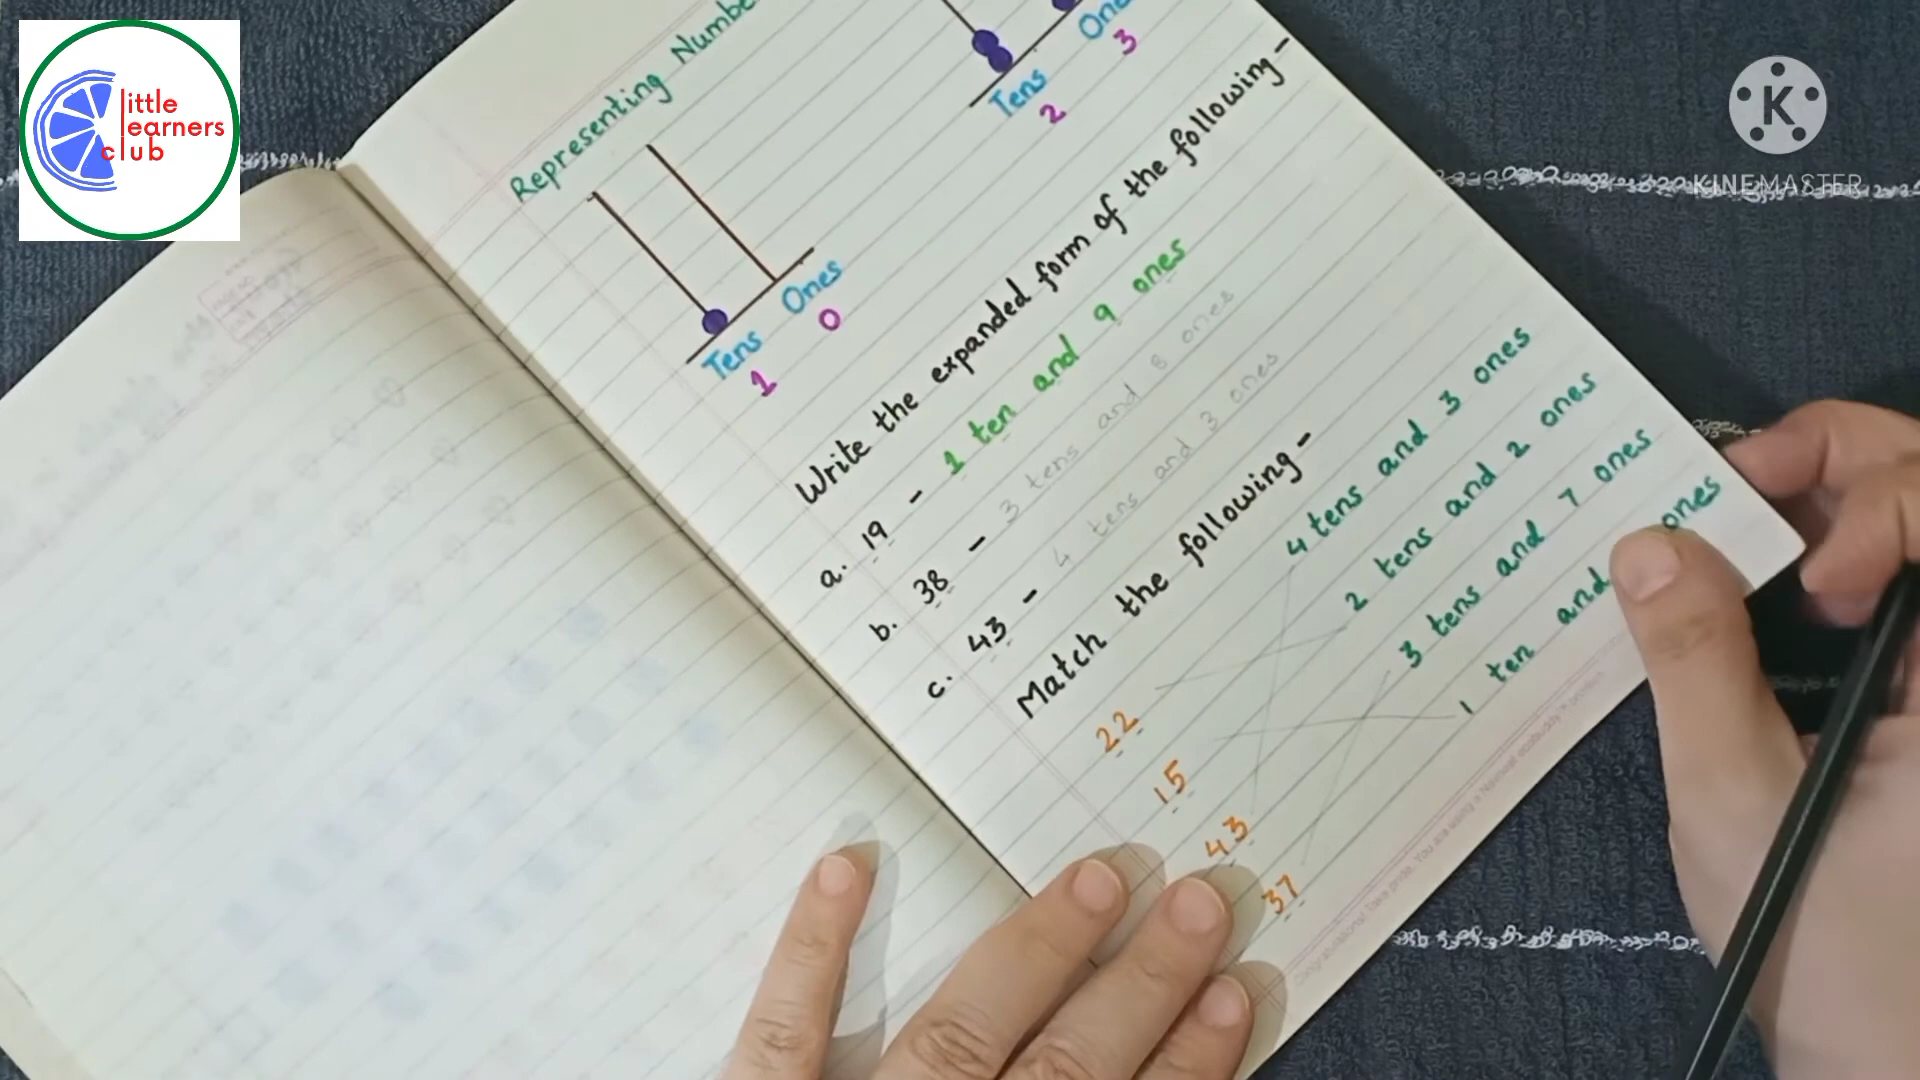 little
learners
club
K
KINEMASTER
Representing Numbe
Tens Ones
1 0
Tens One
2 3
Write the expanded form of the following -
a. 19 - 1 ten and 9 ones
b. 38 - 3 tens and 8 ones
c. 43 - 4 tens and 3 ones
Match the following -
22 4 tens and 3 ones
15 2 tens and 2 ones
43 3 tens and 7 ones
37 1 ten and ones